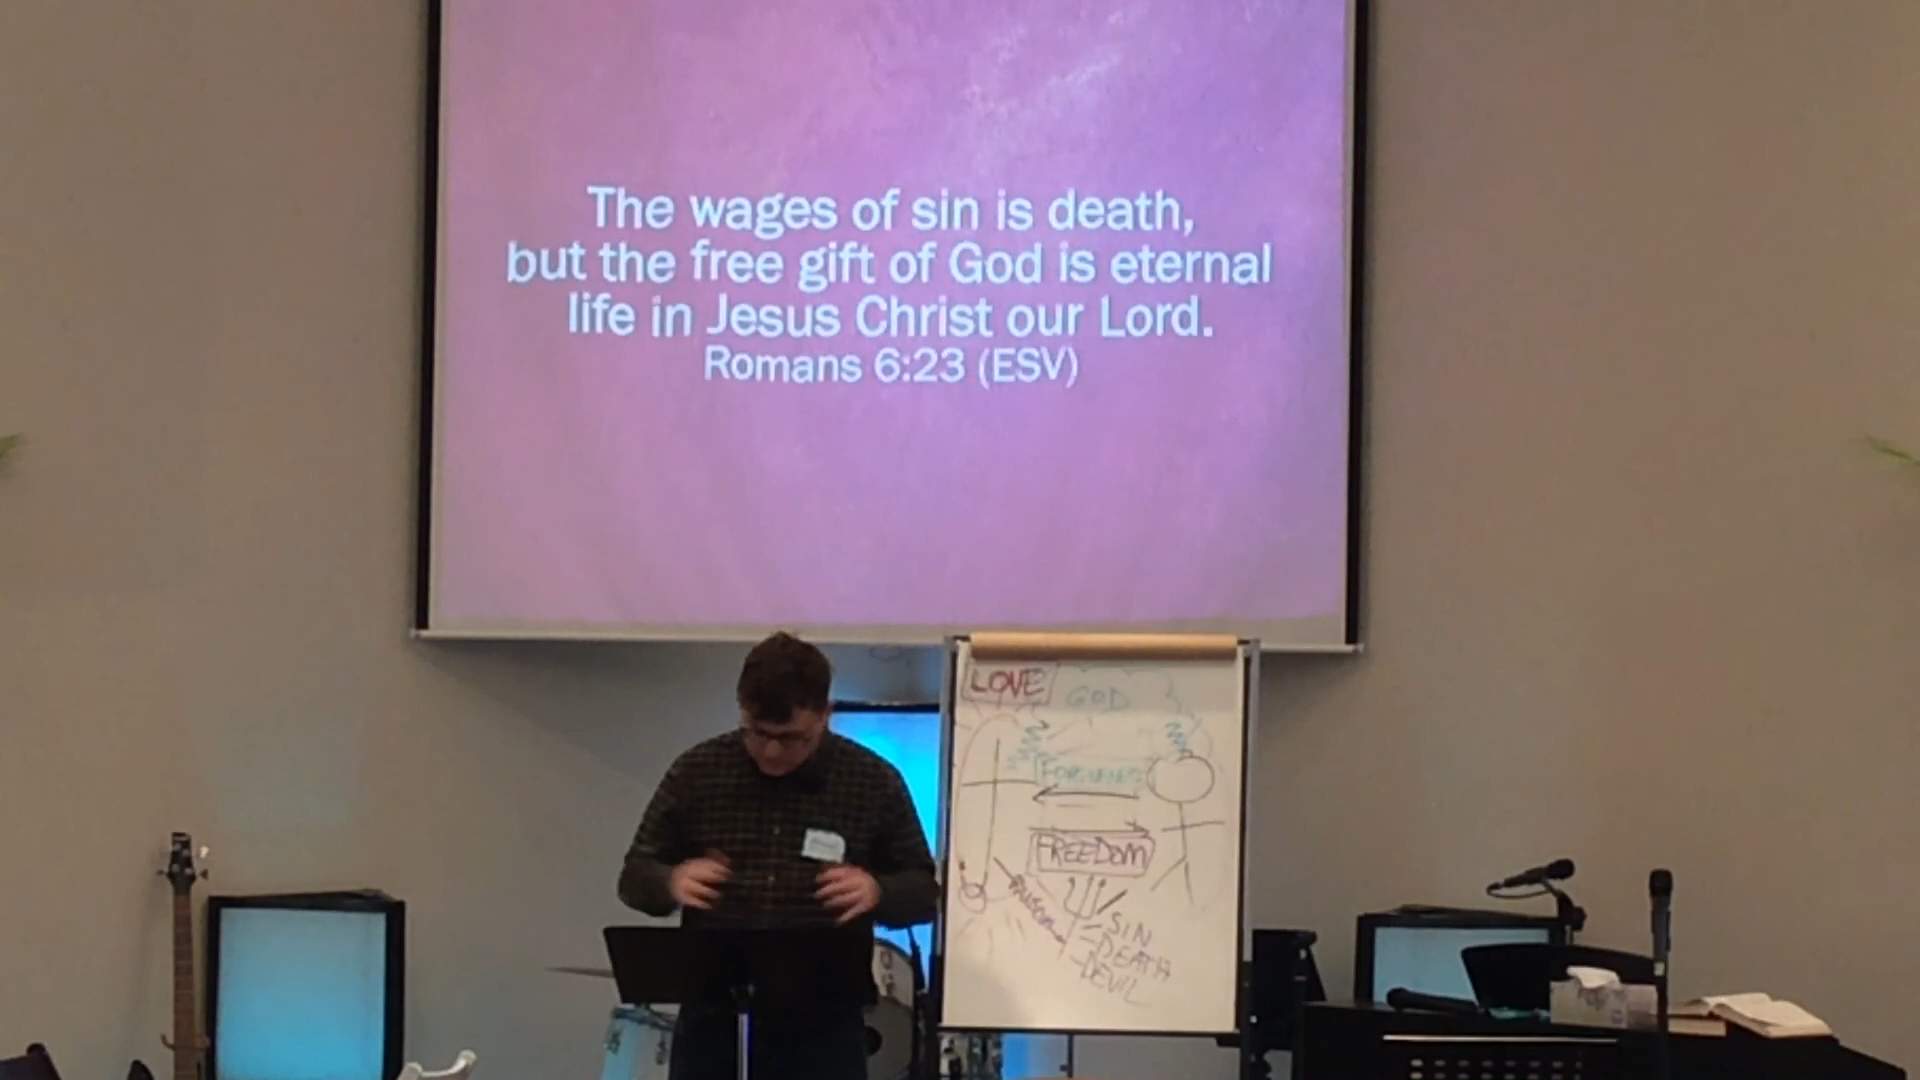 The wages of sin is death,
but the free gift of God is eternal
life in Jesus Christ our Lord.
Romans 6:23 (ESV)
LOVE
GOD
FREEDOM
SIN
-DEATH
-DEVIL